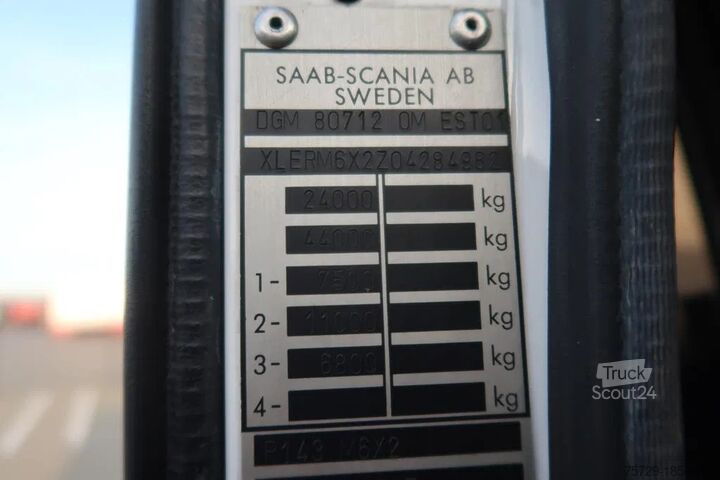 SAAB-SCANIA AB
SWEDEN
DGM 80712 OM EST01
XLERM6X2Z04284982
24000 kg
44000 kg
1- 7500 kg
2- 11000 kg
3- 6800 kg
4- kg
M6X2
Truck
Scout24